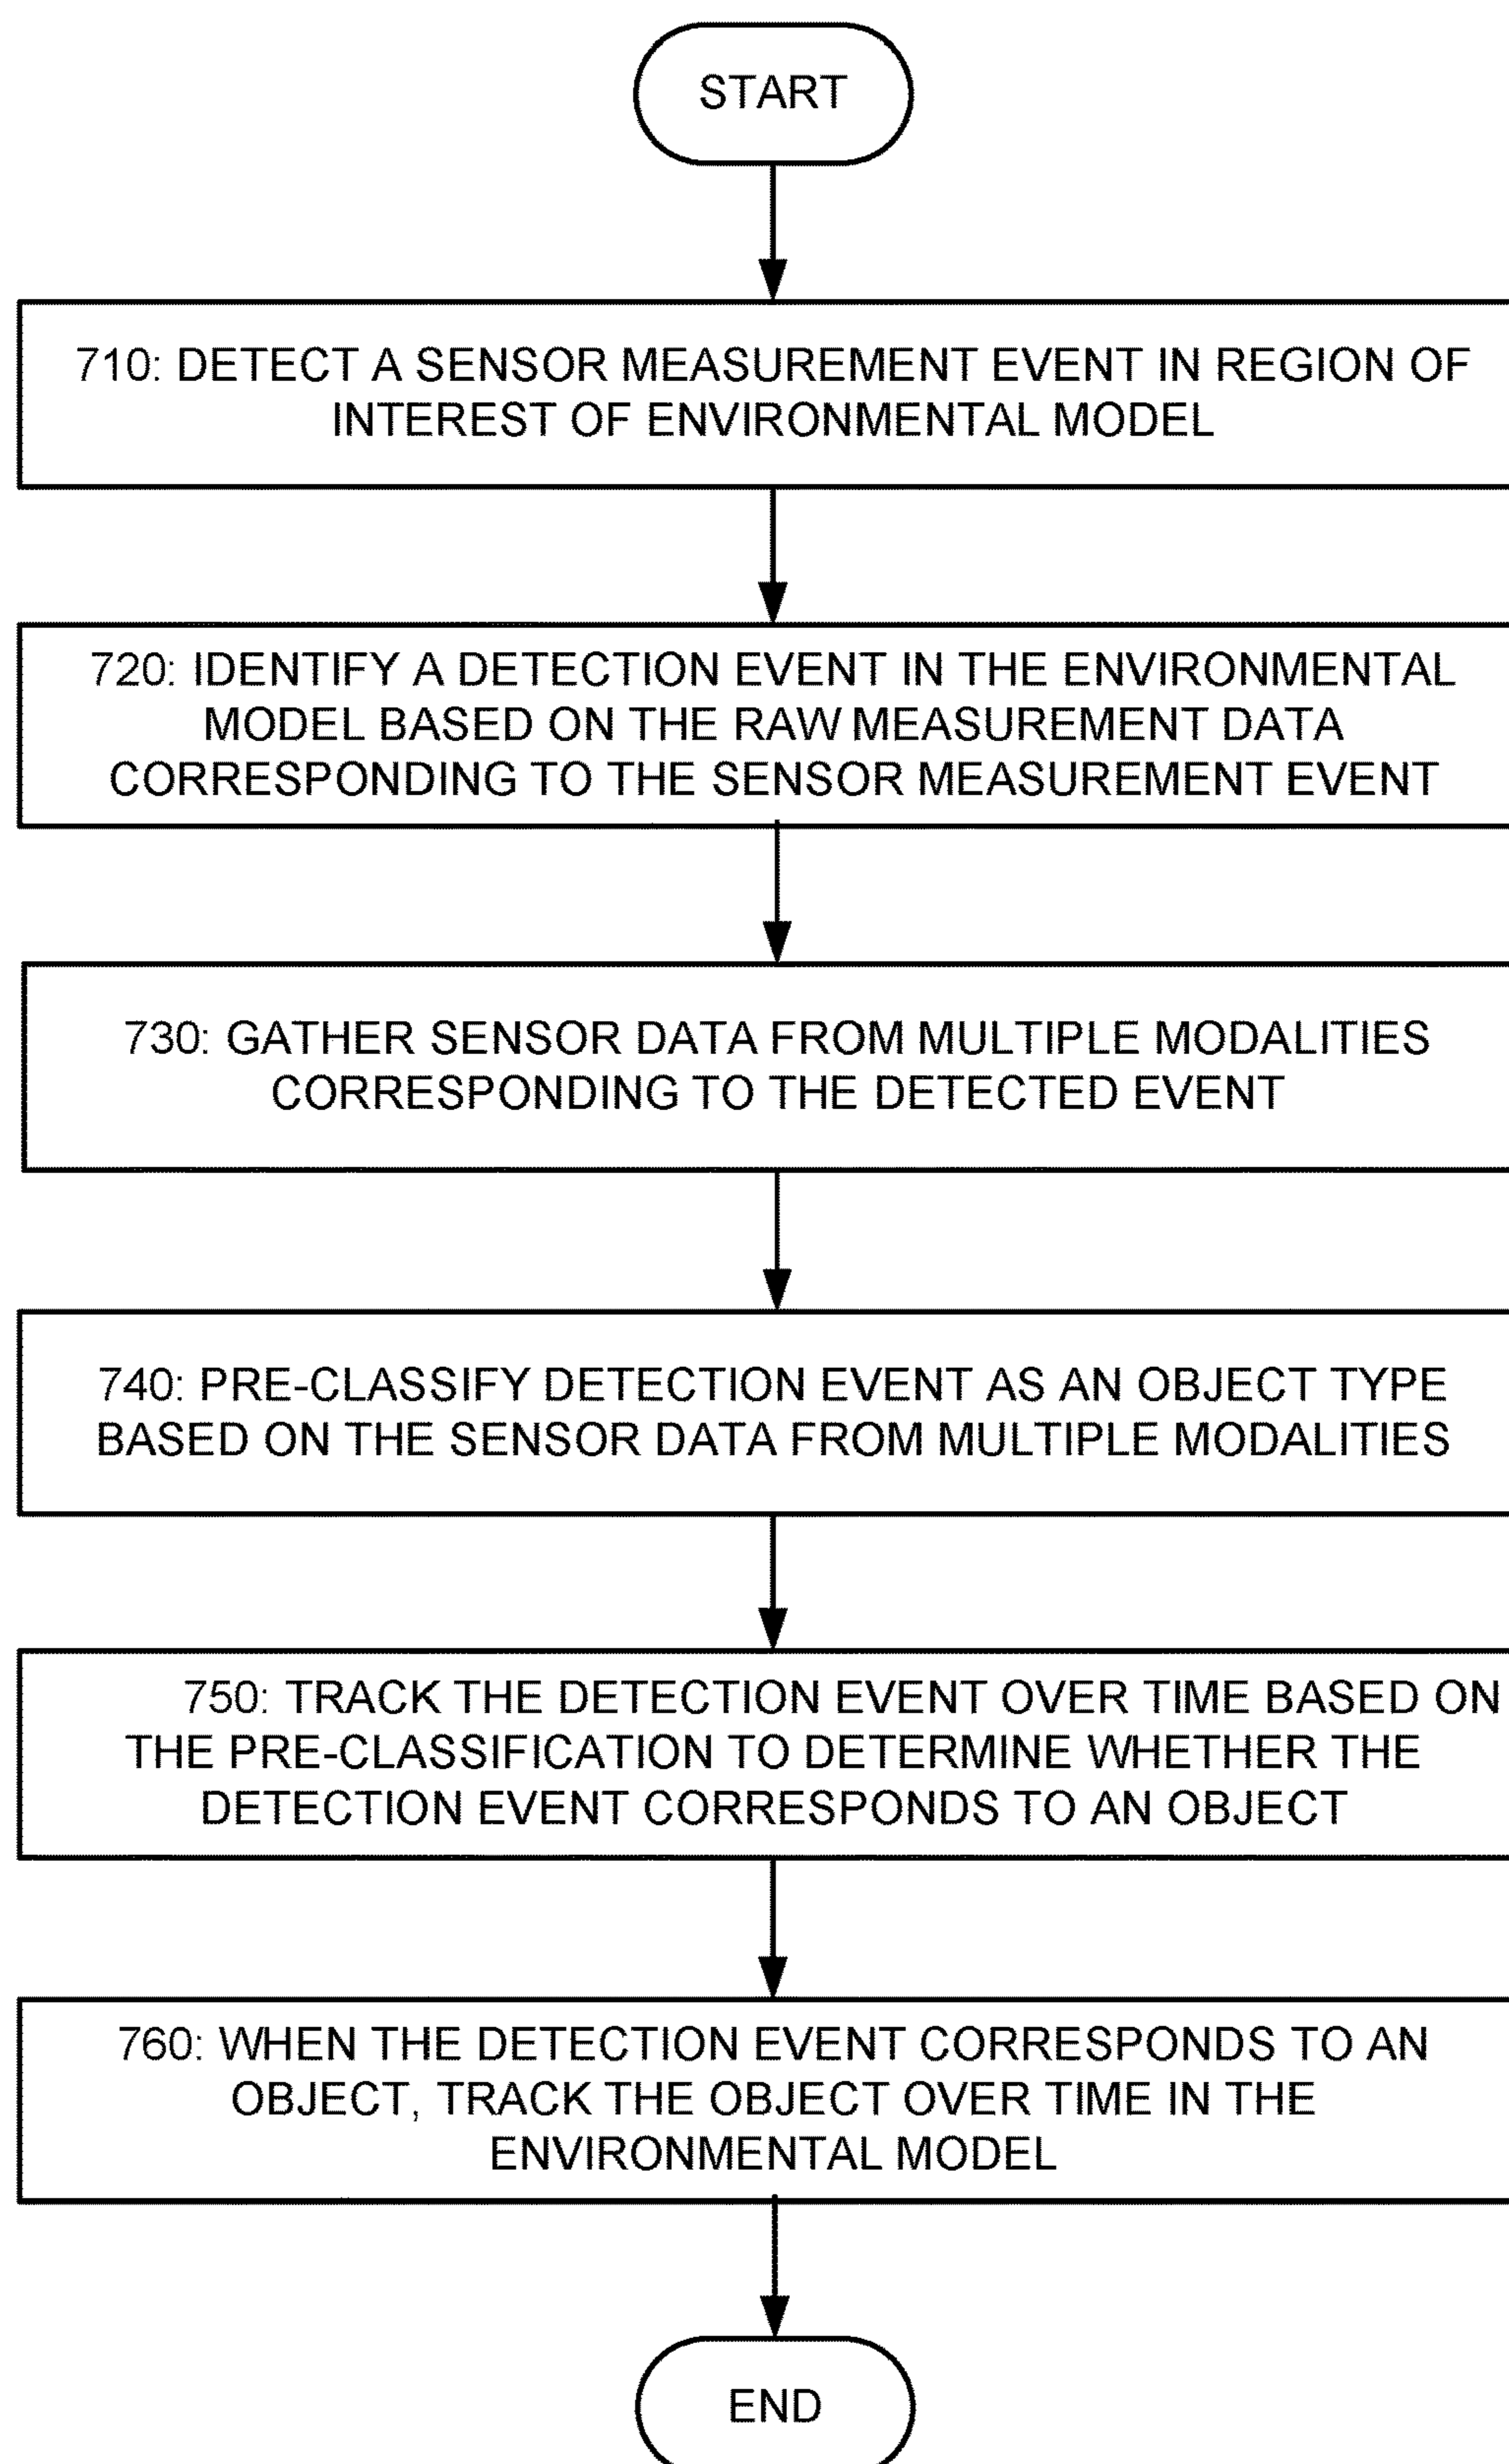 START
710: DETECT A SENSOR MEASUREMENT EVENT IN REGION OF
INTEREST OF ENVIRONMENTAL MODEL
720: IDENTIFY A DETECTION EVENT IN THE ENVIRONMENTAL
MODEL BASED ON THE RAW MEASUREMENT DATA
CORRESPONDING TO THE SENSOR MEASUREMENT EVENT
730: GATHER SENSOR DATA FROM MULTIPLE MODALITIES
CORRESPONDING TO THE DETECTED EVENT
740: PRE-CLASSIFY DETECTION EVENT AS AN OBJECT TYPE
BASED ON THE SENSOR DATA FROM MULTIPLE MODALITIES
750: TRACK THE DETECTION EVENT OVER TIME BASED ON
THE PRE-CLASSIFICATION TO DETERMINE WHETHER THE
DETECTION EVENT CORRESPONDS TO AN OBJECT
760: WHEN THE DETECTION EVENT CORRESPONDS TO AN
OBJECT, TRACK THE OBJECT OVER TIME IN THE
ENVIRONMENTAL MODEL
END